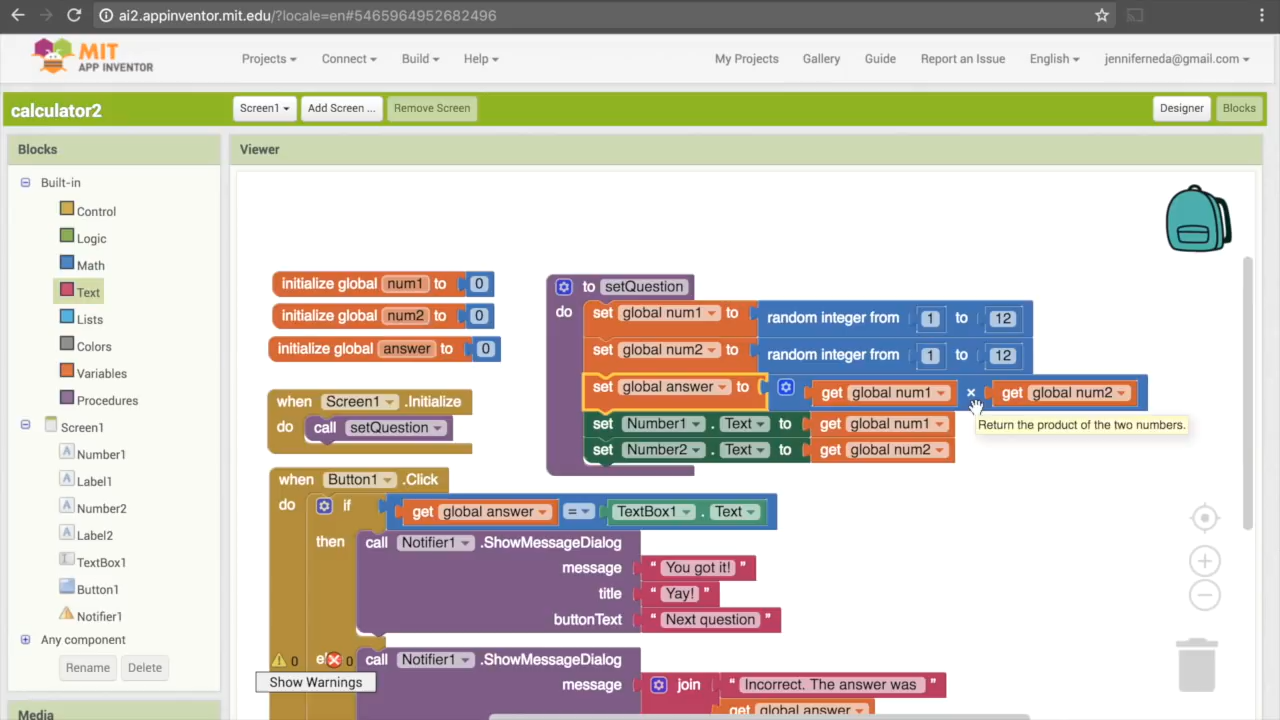 ai2.appinventor.mit.edu/?locale=en#5465964952682496
MIT
APP INVENTOR
Projects Connect Build Help My Projects Gallery Guide Report an Issue English jenniferneda@gmail.com
calculator2 Screen1 Add Screen ... Remove Screen Designer Blocks
Blocks
Viewer
Built-in
Control
Logic
Math
Text
Lists
Colors
Variables
Procedures
Screen1
Number1
Label1
Number2
Label2
TextBox1
Button1
Notifier1
Any component
Rename Delete
Media
initialize global num1 to 0
initialize global num2 to 0
initialize global answer to 0
when Screen1 .Initialize
do call setQuestion
to setQuestion
do set global num1 to random integer from 1 to 12
set global num2 to random integer from 1 to 12
set global answer to get global num1 × get global num2
Return the product of the two numbers.
set Number1 . Text to get global num1
set Number2 . Text to get global num2
when Button1 .Click
do if get global answer = TextBox1 . Text
then call Notifier1 .ShowMessageDialog
message “ You got it! ”
title “ Yay! ”
buttonText “ Next question ”
0 0 call Notifier1 .ShowMessageDialog
Show Warnings
message join “ Incorrect. The answer was ”
get global answer